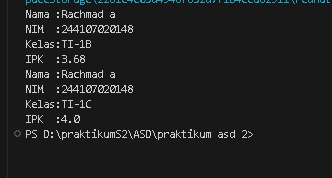 Nama :Rachmad a
NIM  :244107020148
Kelas:TI-1B
IPK  :3.68
Nama :Rachmad a
NIM  :244107020148
Kelas:TI-1C
IPK  :4.0
PS D:\praktikumS2\ASD\praktikum asd 2>